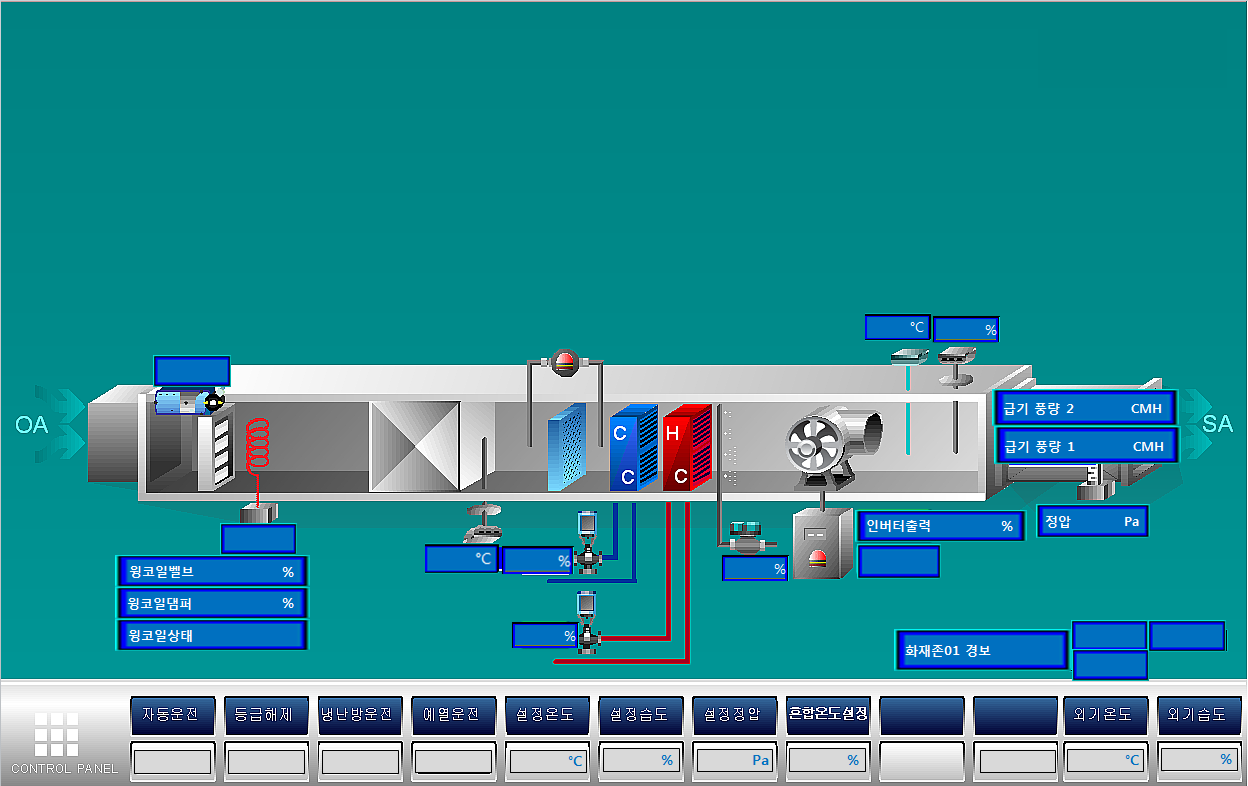 ℃
%
OA
SA
급기 풍량 2 CMH
급기 풍량 1 CMH
C
C
H
C
정압 Pa
인버터출력 %
℃
%
%
%
윙코일벨브 %
윙코일댐퍼 %
윙코일상태
화재존01 경보
자동운전 등급해제 냉난방운전 예열운전 설정온도 설정습도 설정정압 혼합온도설정 외기온도 외기습도
℃ % Pa % ℃ %
CONTROL PANEL